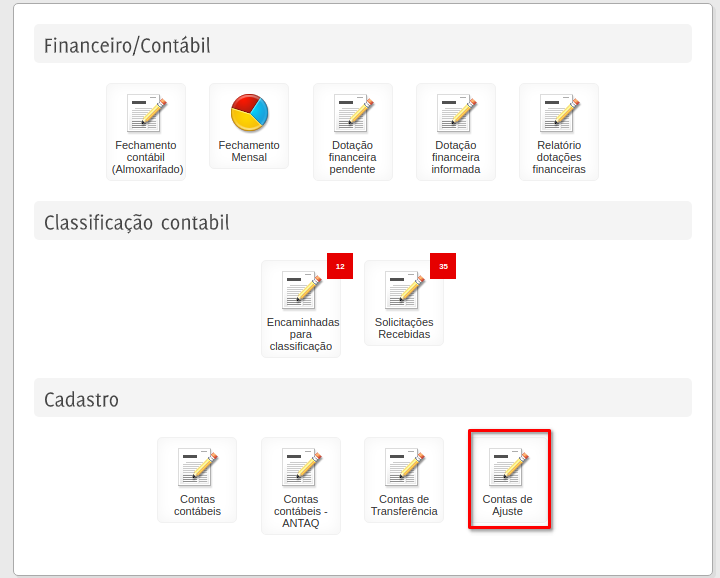 Financeiro/Contábil
Fechamento
contábil
(Almoxarifado)
Fechamento
Mensal
Dotação
financeira
pendente
Dotação
financeira
informada
Relatório
dotações
financeiras
Classificação contabil
12
Encaminhadas
para
classificação
35
Solicitações
Recebidas
Cadastro
Contas
contábeis
Contas
contábeis -
ANTAQ
Contas de
Transferência
Contas de
Ajuste